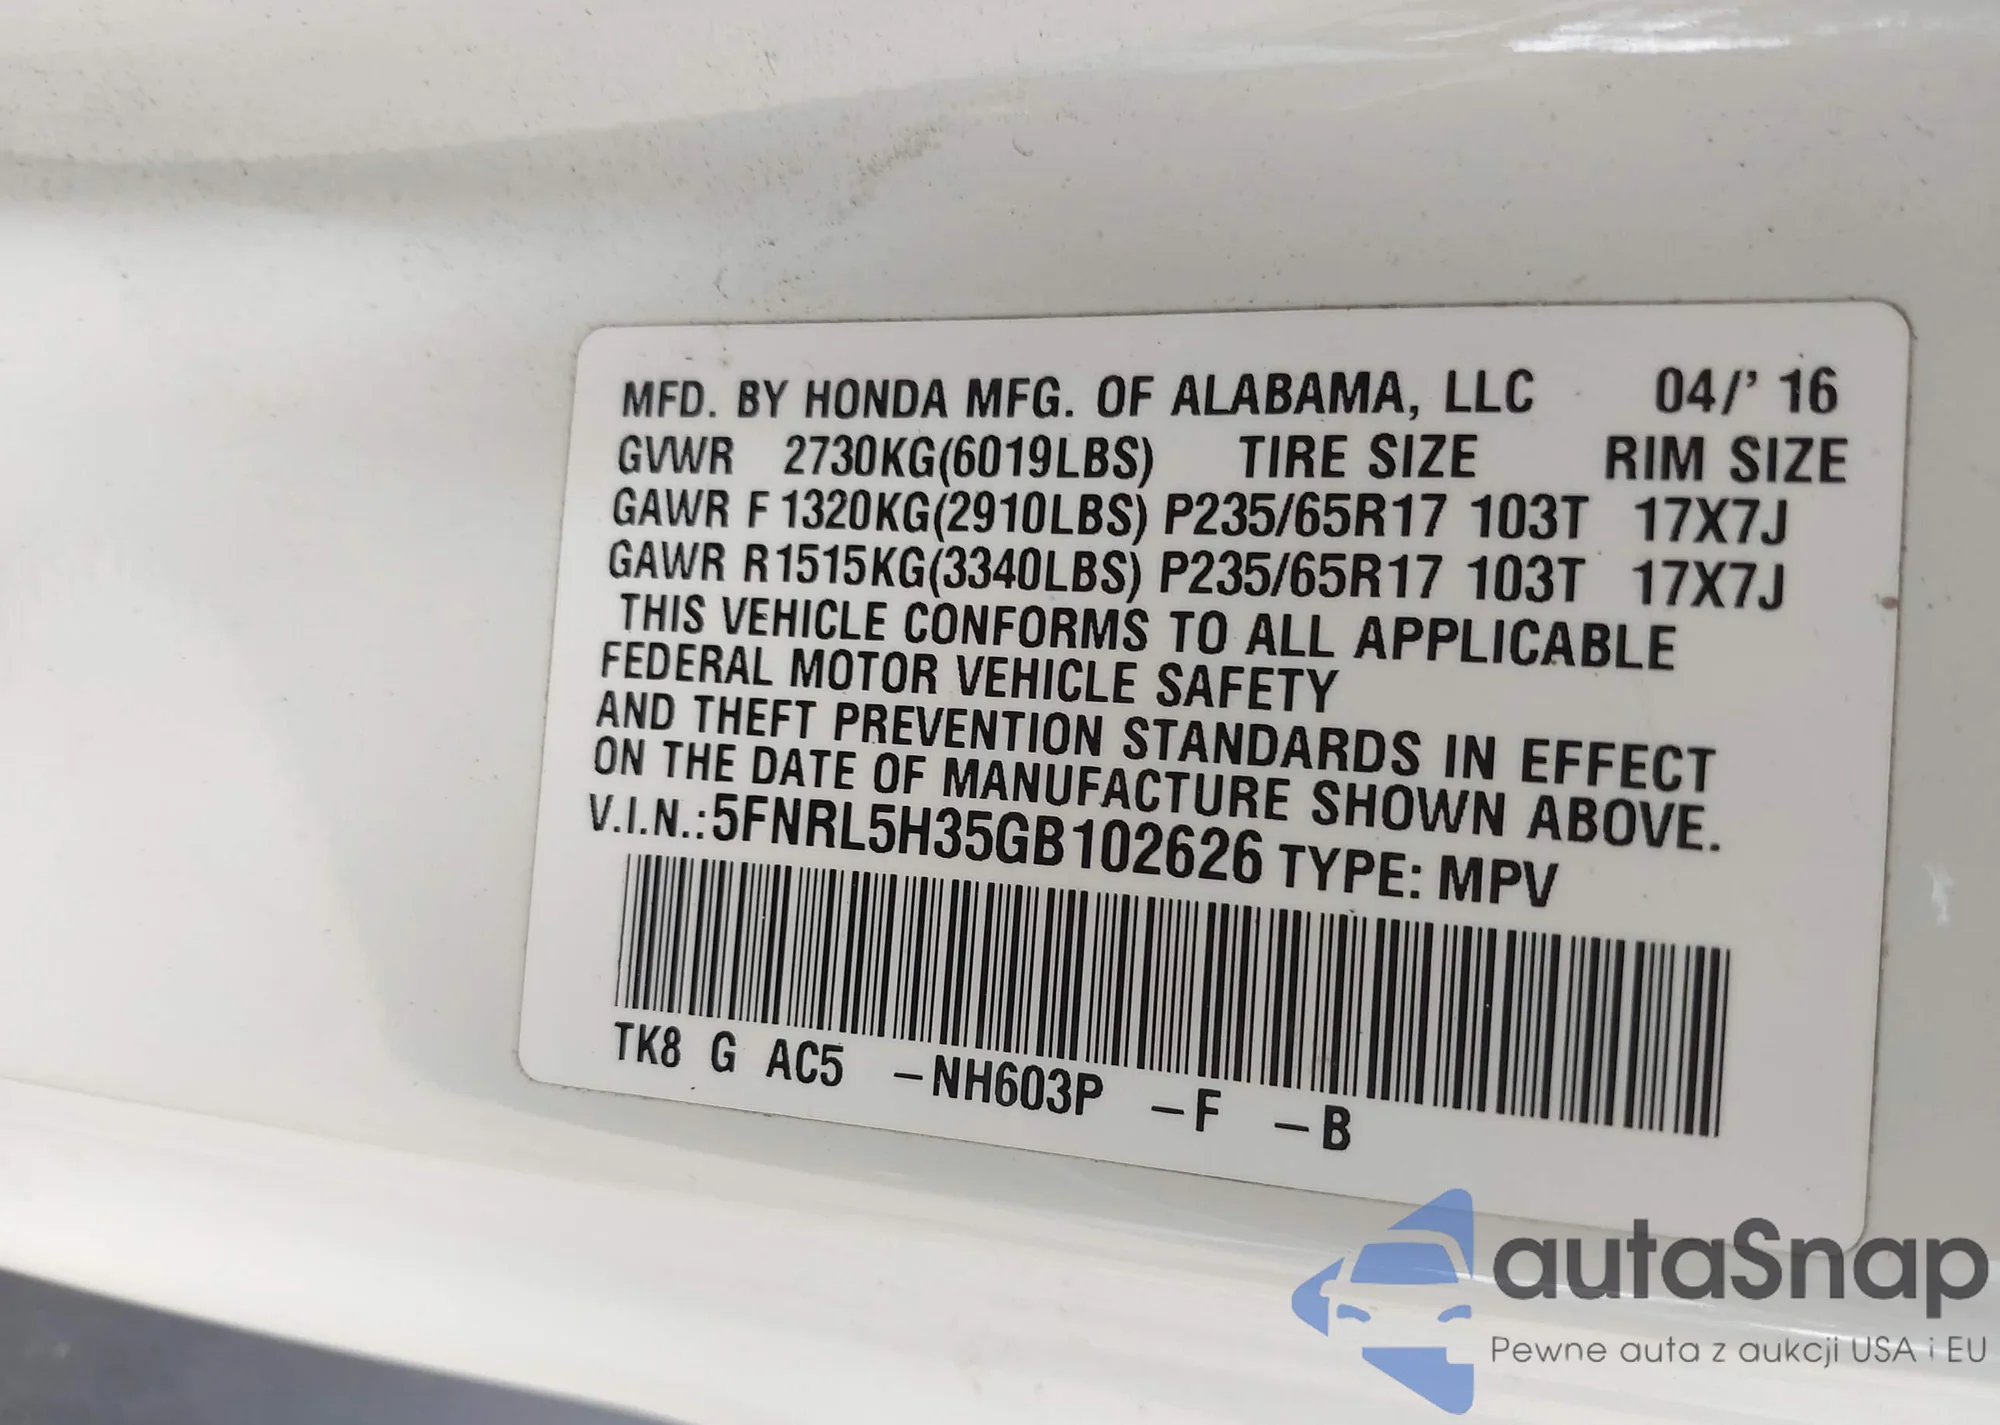 MFD. BY HONDA MFG. OF ALABAMA, LLC 04/' 16
GVWR 2730KG(6019LBS) TIRE SIZE RIM SIZE
GAWR F 1320KG(2910LBS) P235/65R17 103T 17X7J
GAWR R1515KG(3340LBS) P235/65R17 103T 17X7J
THIS VEHICLE CONFORMS TO ALL APPLICABLE
FEDERAL MOTOR VEHICLE SAFETY
AND THEFT PREVENTION STANDARDS IN EFFECT
ON THE DATE OF MANUFACTURE SHOWN ABOVE.
V.I.N.:5FNRL5H35GB102626 TYPE: MPV
TK8 G AC5 –NH603P –F –B
autaSnap
Pewne auta z aukcji USA i EU